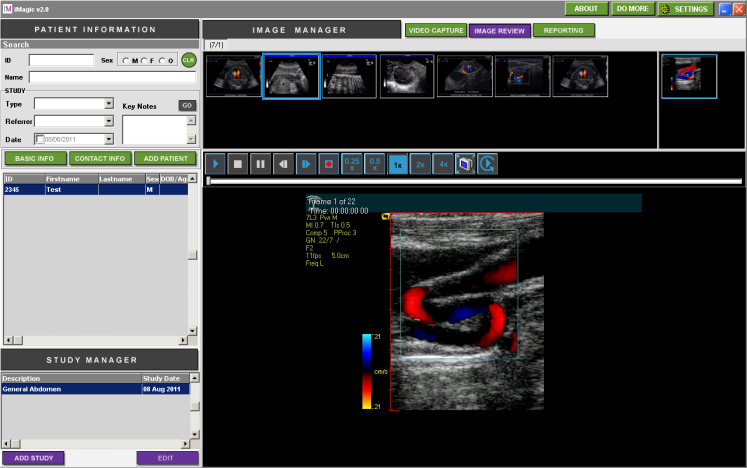 iMagic v2.0
ABOUT
DO MORE
SETTINGS
PATIENT INFORMATION
Search
ID
Sex
M
F
O
CLR
Name
STUDY
Type
Key Notes
GO
Referrer
Date
08/08/2011
BASIC INFO
CONTACT INFO
ADD PATIENT
ID Firstname Lastname Sex DOB/Ag
2345 Test M
STUDY MANAGER
Description Study Date
General Abdomen 08 Aug 2011
ADD STUDY
EDIT
IMAGE MANAGER
VIDEO CAPTURE
IMAGE REVIEW
REPORTING
(7/1)
0.25 x
0.5 x
1x
2x
4x
Frame 1 of 22
Time: 00:00:00 00
7L3 Pwr M
MI 0.7 TIs 0.5
Comp 5 PProc 3
GN 22/7 /
F2
11fps 5.0cm
Freq L
.21
cm/s
.21